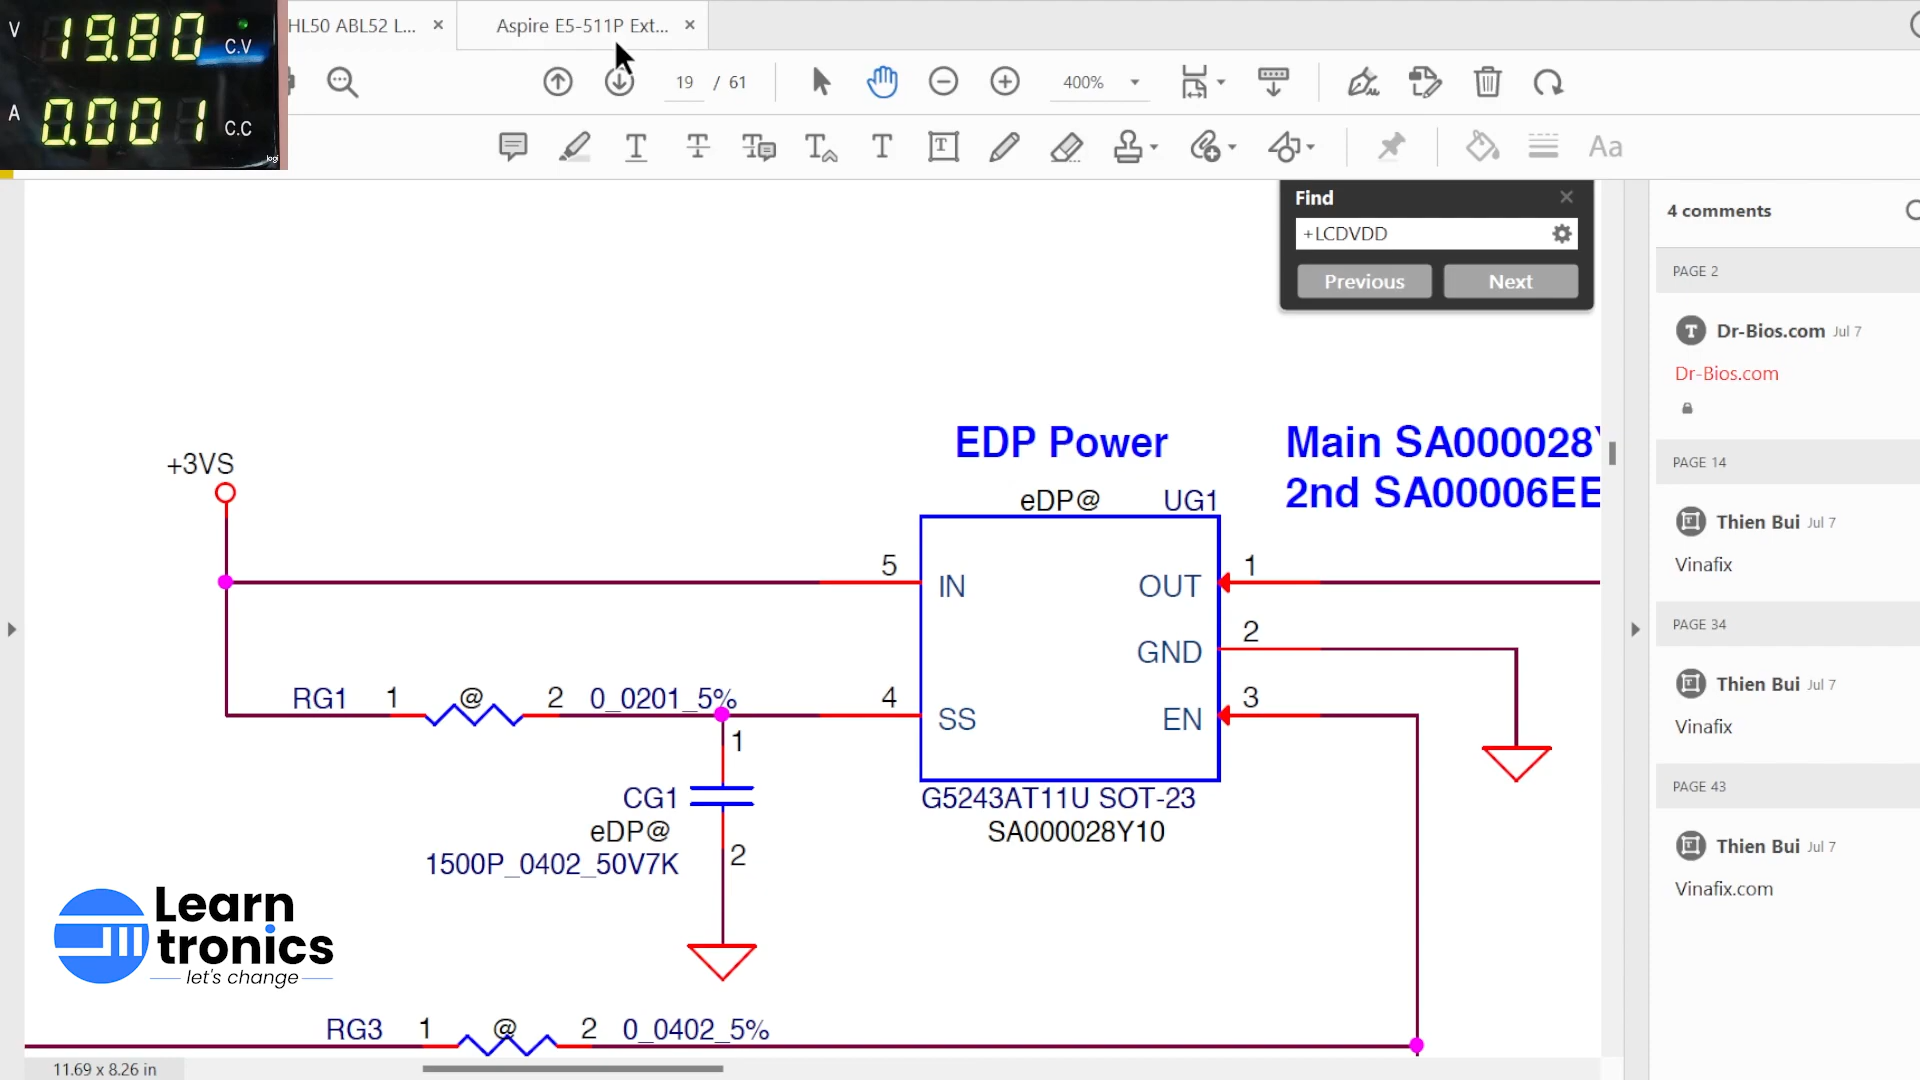 V 19.80 C.V
A 0.001 C.C
logi
HL50 ABL52 L... ×
Aspire E5-511P Ext... ×
19 / 61
400%
Aa
Find
+LCDVDD
Previous
Next
4 comments
PAGE 2
T Dr-Bios.com Jul 7
Dr-Bios.com
PAGE 14
Thien Bui Jul 7
Vinafix
PAGE 34
Thien Bui Jul 7
Vinafix
PAGE 43
Thien Bui Jul 7
Vinafix.com
EDP Power
Main SA000028Y
2nd SA00006EE
+3VS
eDP@ UG1
5 IN OUT 1
GND 2
RG1 1 @ 2 0_0201_5% 4 SS EN 3
1
CG1
eDP@
1500P_0402_50V7K
2
G5243AT11U SOT-23
SA000028Y10
Learn
tronics
let's change
RG3 1 @ 2 0_0402_5%
11.69 x 8.26 in